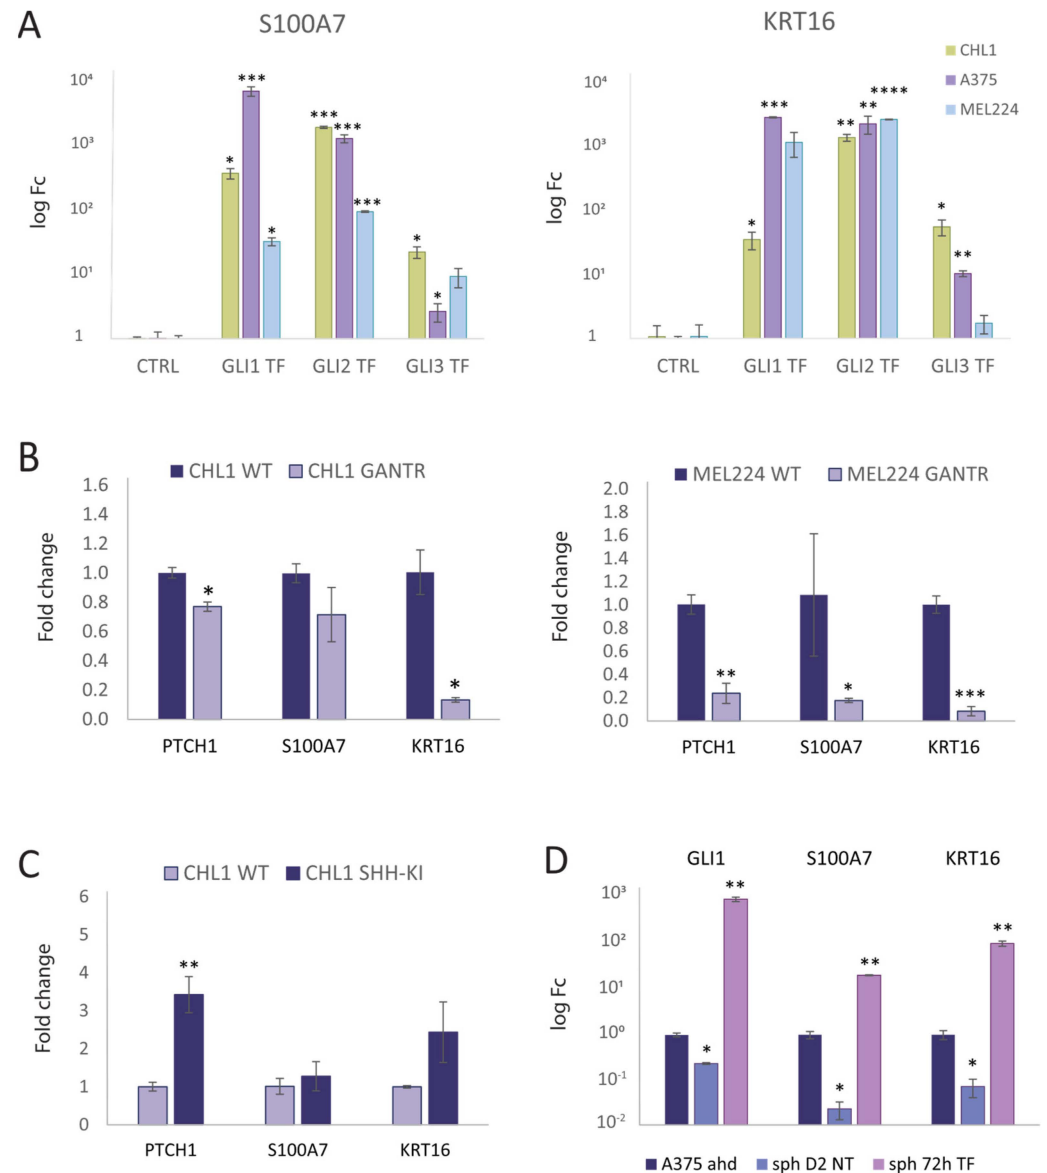 A
S100A7
KRT16
CHL1
A375
MEL224
log Fc
10⁴
10³
10²
10¹
1
*
***
*
***
***
***
*
*
CTRL GLI1 TF GLI2 TF GLI3 TF
log Fc
10⁴
10³
10²
10¹
1
*
***
**
**
****
*
**
CTRL GLI1 TF GLI2 TF GLI3 TF
B
CHL1 WT CHL1 GANTR
Fold change
1.6
1.4
1.2
1.0
0.8
0.6
0.4
0.2
0.0
*
*
PTCH1 S100A7 KRT16
MEL224 WT MEL224 GANTR
Fold change
2.0
1.8
1.6
1.4
1.2
1.0
0.8
0.6
0.4
0.2
0.0
**
*
***
PTCH1 S100A7 KRT16
C
CHL1 WT CHL1 SHH-KI
Fold change
6
5
4
3
2
1
0
**
PTCH1 S100A7 KRT16
D
GLI1 S100A7 KRT16
log Fc
10³
10²
10¹
10⁰
10⁻¹
10⁻²
*
**
*
**
*
**
A375 ahd sph D2 NT sph 72h TF